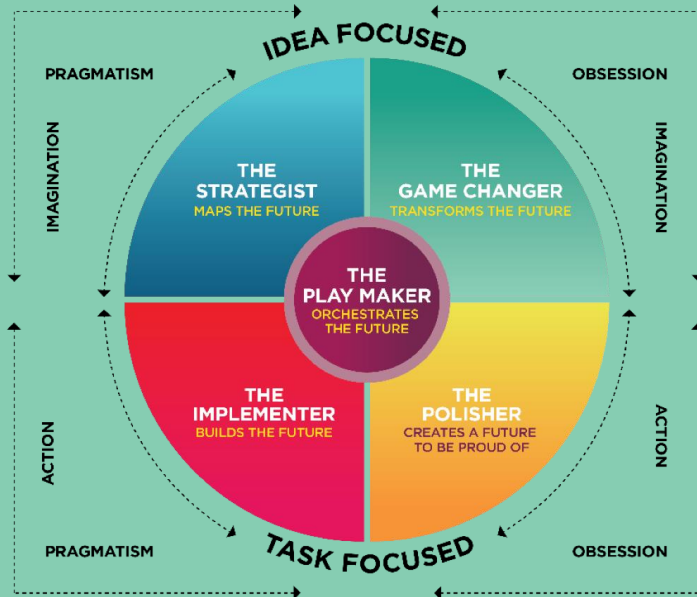 IDEA FOCUSED
PRAGMATISM
OBSESSION
IMAGINATION
IMAGINATION
THE
STRATEGIST
MAPS THE FUTURE
THE
GAME CHANGER
TRANSFORMS THE FUTURE
THE
PLAY MAKER
ORCHESTRATES
THE FUTURE
THE
IMPLEMENTER
BUILDS THE FUTURE
THE
POLISHER
CREATES A FUTURE
TO BE PROUD OF
ACTION
ACTION
PRAGMATISM
OBSESSION
TASK FOCUSED